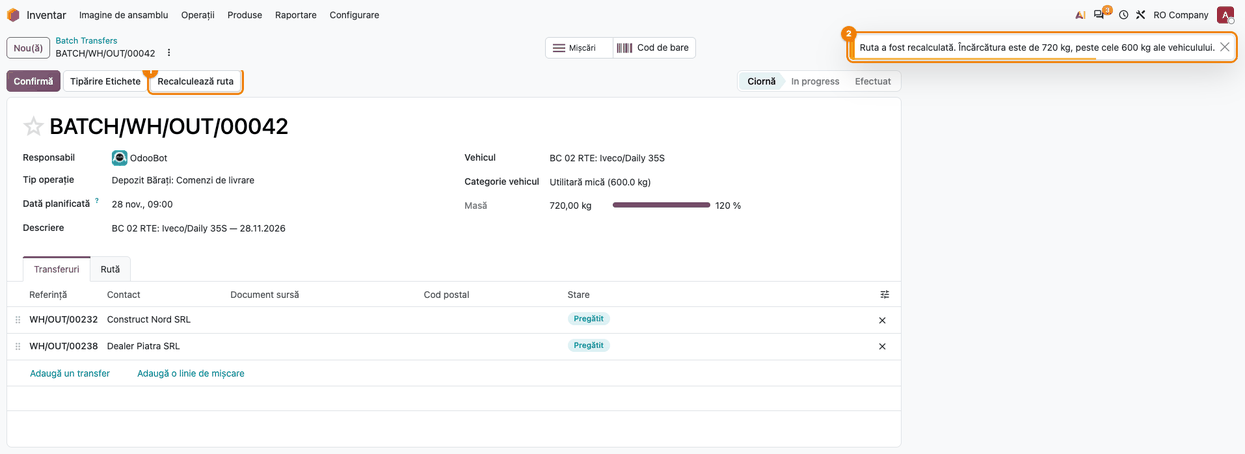 Inventar Imagine de ansamblu Operații Produse Raportare Configurare AI 3 RO Company A
Nou(ă) Batch Transfers
BATCH/WH/OUT/00042
Mișcări Cod de bare
2
Ruta a fost recalculată. Încărcătura este de 720 kg, peste cele 600 kg ale vehiculului.
Confirmă Tipărire Etichete 1 Recalculează ruta Ciornă In progress Efectuat
BATCH/WH/OUT/00042
Responsabil OdooBot Vehicul BC 02 RTE: Iveco/Daily 35S
Tip operație Depozit Bărați: Comenzi de livrare Categorie vehicul Utilitară mică (600.0 kg)
Dată planificată ? 28 nov., 09:00 Masă 720,00 kg 120 %
Descriere BC 02 RTE: Iveco/Daily 35S — 28.11.2026
Transferuri Rută
Referință Contact Document sursă Cod postal Stare
WH/OUT/00232 Construct Nord SRL Pregătit
WH/OUT/00238 Dealer Piatra SRL Pregătit
Adaugă un transfer Adaugă o linie de mișcare